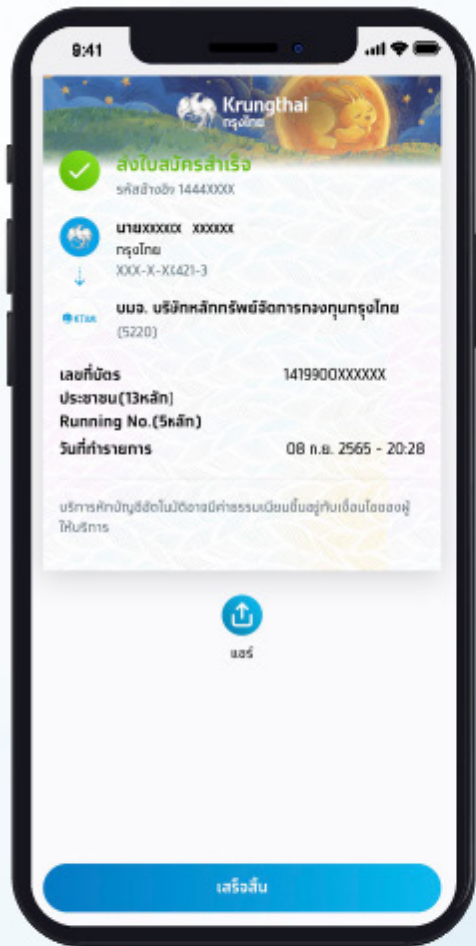 9:41
Krungthai
กรุงไทย
ส่งใบสมัครสำเร็จ
รหัสอ้างอิง 1444XXXX
นายxxxxx xxxxxx
กรุงไทย
XXX-X-XX421-3
KTAM
บมจ. บริษัทหลักทรัพย์จัดการกองทุนกรุงไทย
(5220)
เลขที่บัตร 1419900XXXXXX
ประชาชน(13หลัก)
Running No.(5หลัก)
วันที่ทำรายการ 08 ก.ย. 2565 - 20:28
บริการหักบัญชีอัตโนมัติอาจมีค่าธรรมเนียมขึ้นอยู่กับเงื่อนไขของผู้
ให้บริการ
แชร์
เสร็จสิ้น